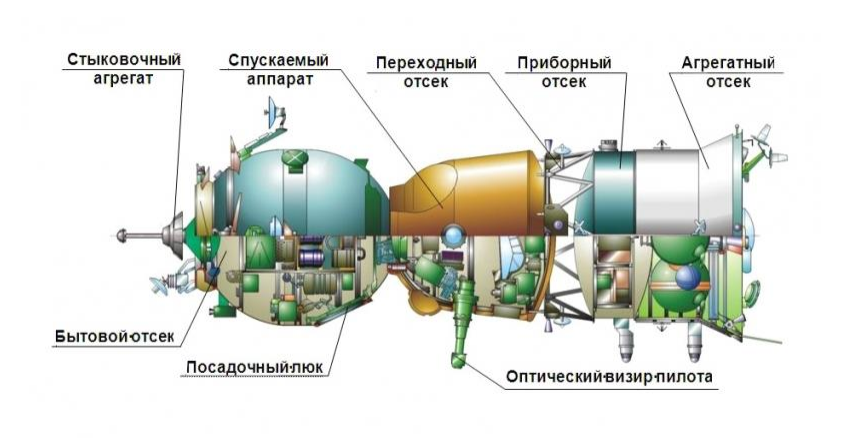 Стыковочный
агрегат
Спускаемый
аппарат
Переходный
отсек
Приборный
отсек
Агрегатный
отсек
Бытовой отсек
Посадочный люк
Оптический визир пилота